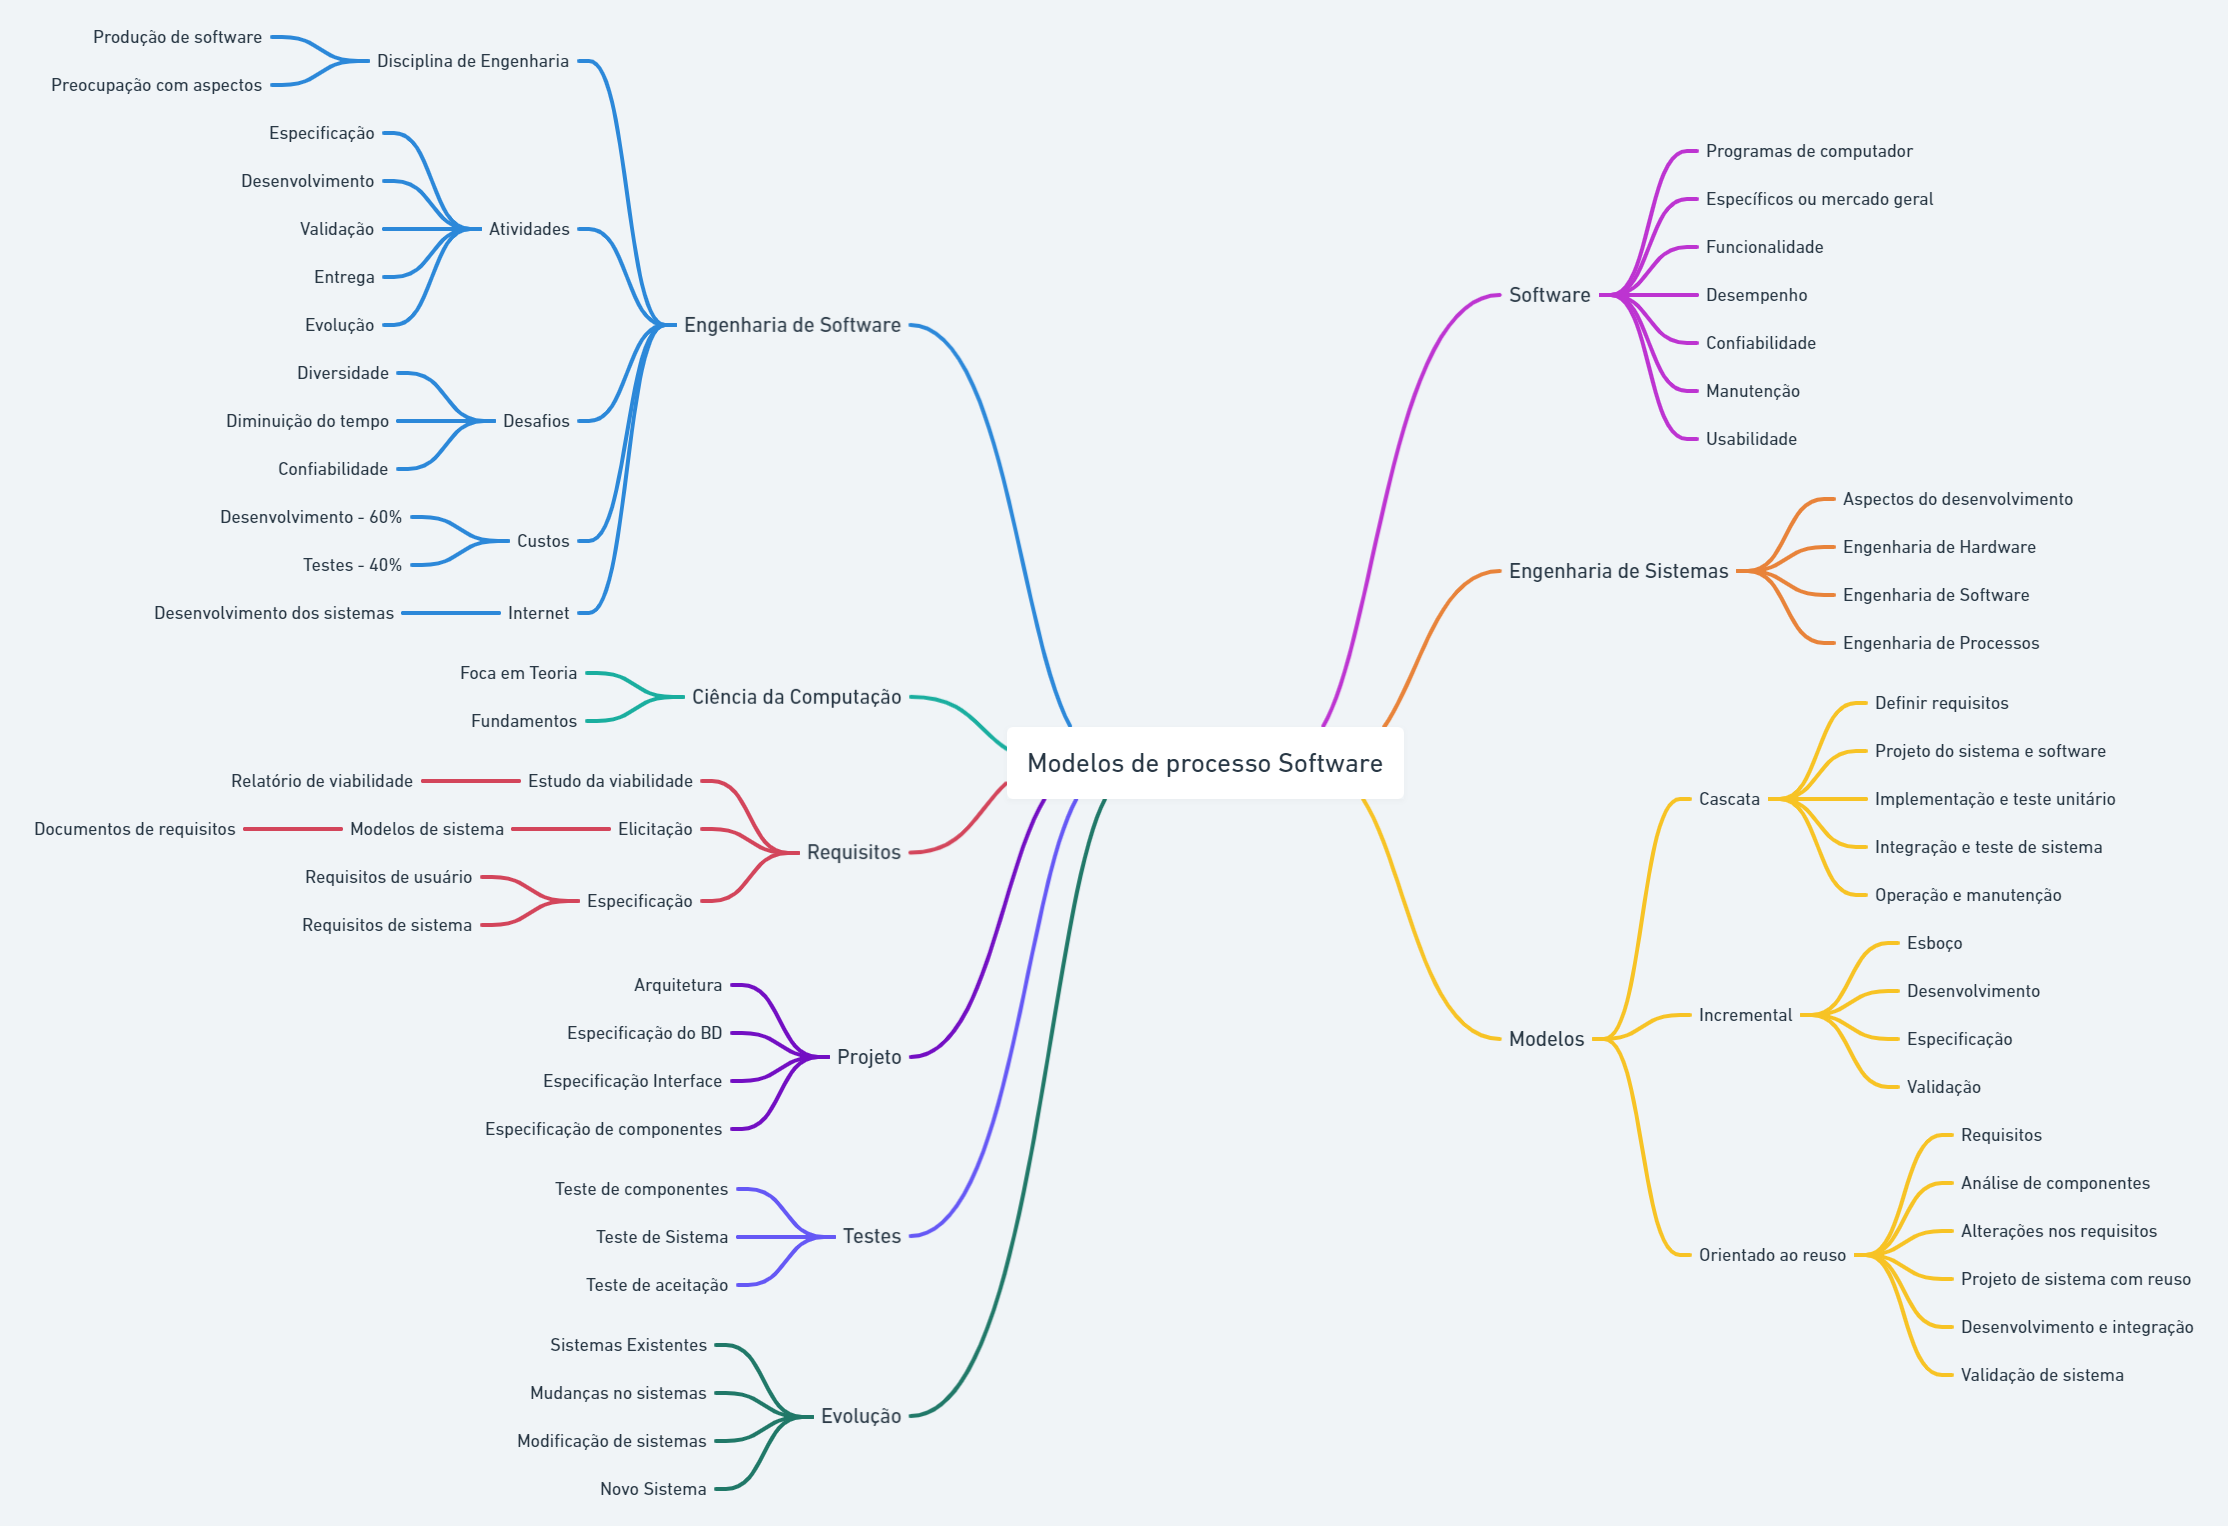 Modelos de processo Software
Engenharia de Software
Disciplina de Engenharia
Produção de software
Preocupação com aspectos
Atividades
Especificação
Desenvolvimento
Validação
Entrega
Evolução
Desafios
Diversidade
Diminuição do tempo
Confiabilidade
Custos
Desenvolvimento - 60%
Testes - 40%
Internet
Desenvolvimento dos sistemas
Ciência da Computação
Foca em Teoria
Fundamentos
Requisitos
Estudo da viabilidade
Relatório de viabilidade
Elicitação
Modelos de sistema
Documentos de requisitos
Especificação
Requisitos de usuário
Requisitos de sistema
Projeto
Arquitetura
Especificação do BD
Especificação Interface
Especificação de componentes
Testes
Teste de componentes
Teste de Sistema
Teste de aceitação
Evolução
Sistemas Existentes
Mudanças no sistemas
Modificação de sistemas
Novo Sistema
Software
Programas de computador
Específicos ou mercado geral
Funcionalidade
Desempenho
Confiabilidade
Manutenção
Usabilidade
Engenharia de Sistemas
Aspectos do desenvolvimento
Engenharia de Hardware
Engenharia de Software
Engenharia de Processos
Modelos
Cascata
Definir requisitos
Projeto do sistema e software
Implementação e teste unitário
Integração e teste de sistema
Operação e manutenção
Incremental
Esboço
Desenvolvimento
Especificação
Validação
Orientado ao reuso
Requisitos
Análise de componentes
Alterações nos requisitos
Projeto de sistema com reuso
Desenvolvimento e integração
Validação de sistema